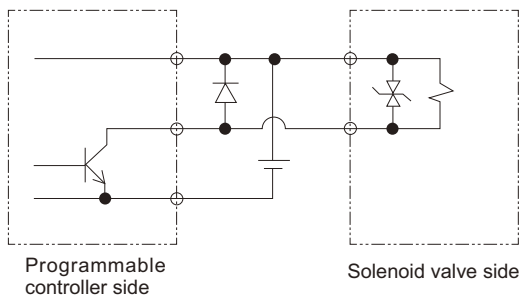 Programmable
controller side
Solenoid valve side